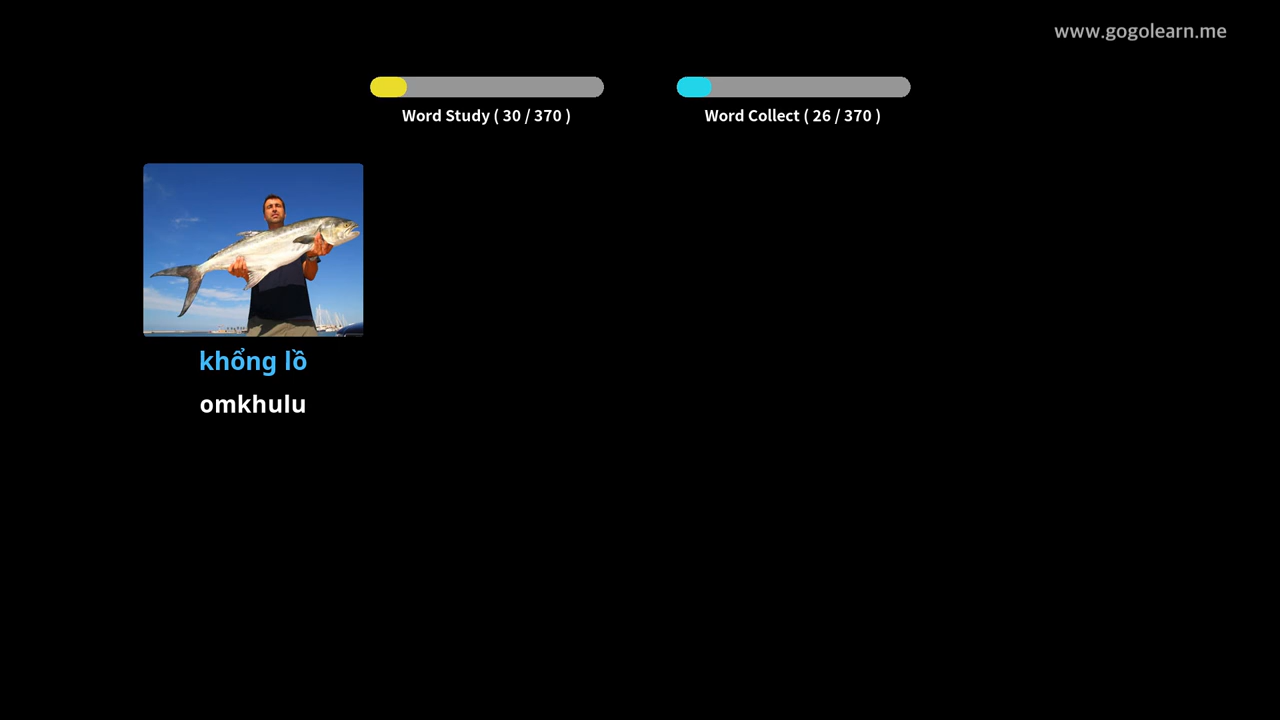 www.gogolearn.me
Word Study ( 30 / 370 )
Word Collect ( 26 / 370 )
khổng lồ
omkhulu